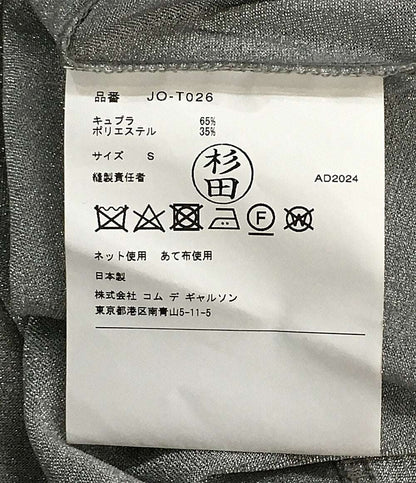 品番 JO-T026
キュプラ 65%
ポリエステル 35%
サイズ S
縫製責任者 杉田 AD2024
F W
ネット使用 あて布使用
日本製
株式会社 コム デ ギャルソン
東京都港区南青山5-11-5